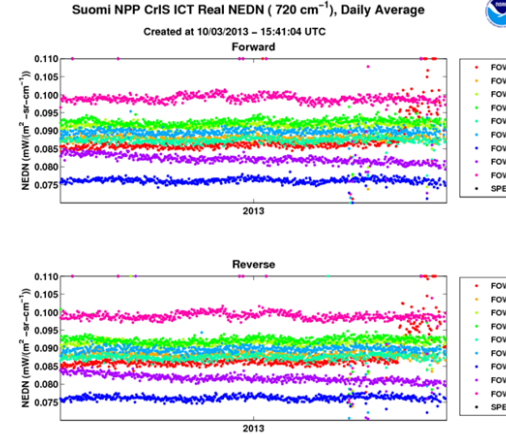 Suomi NPP CrIS ICT Real NEDN ( 720 cm⁻¹), Daily Average
Created at 10/03/2013 − 15:41:04 UTC
Forward
NEDN (mW/(m² −sr−cm⁻¹))
0.110
0.105
0.100
0.095
0.090
0.085
0.080
0.075
2013
FOV
FOV
FOV
FOV
FOV
FOV
FOV
FOV
FOV
SPE
Reverse
NEDN (mW/(m² −sr−cm⁻¹))
0.110
0.105
0.100
0.095
0.090
0.085
0.080
0.075
2013
FOV
FOV
FOV
FOV
FOV
FOV
FOV
FOV
FOV
SPE